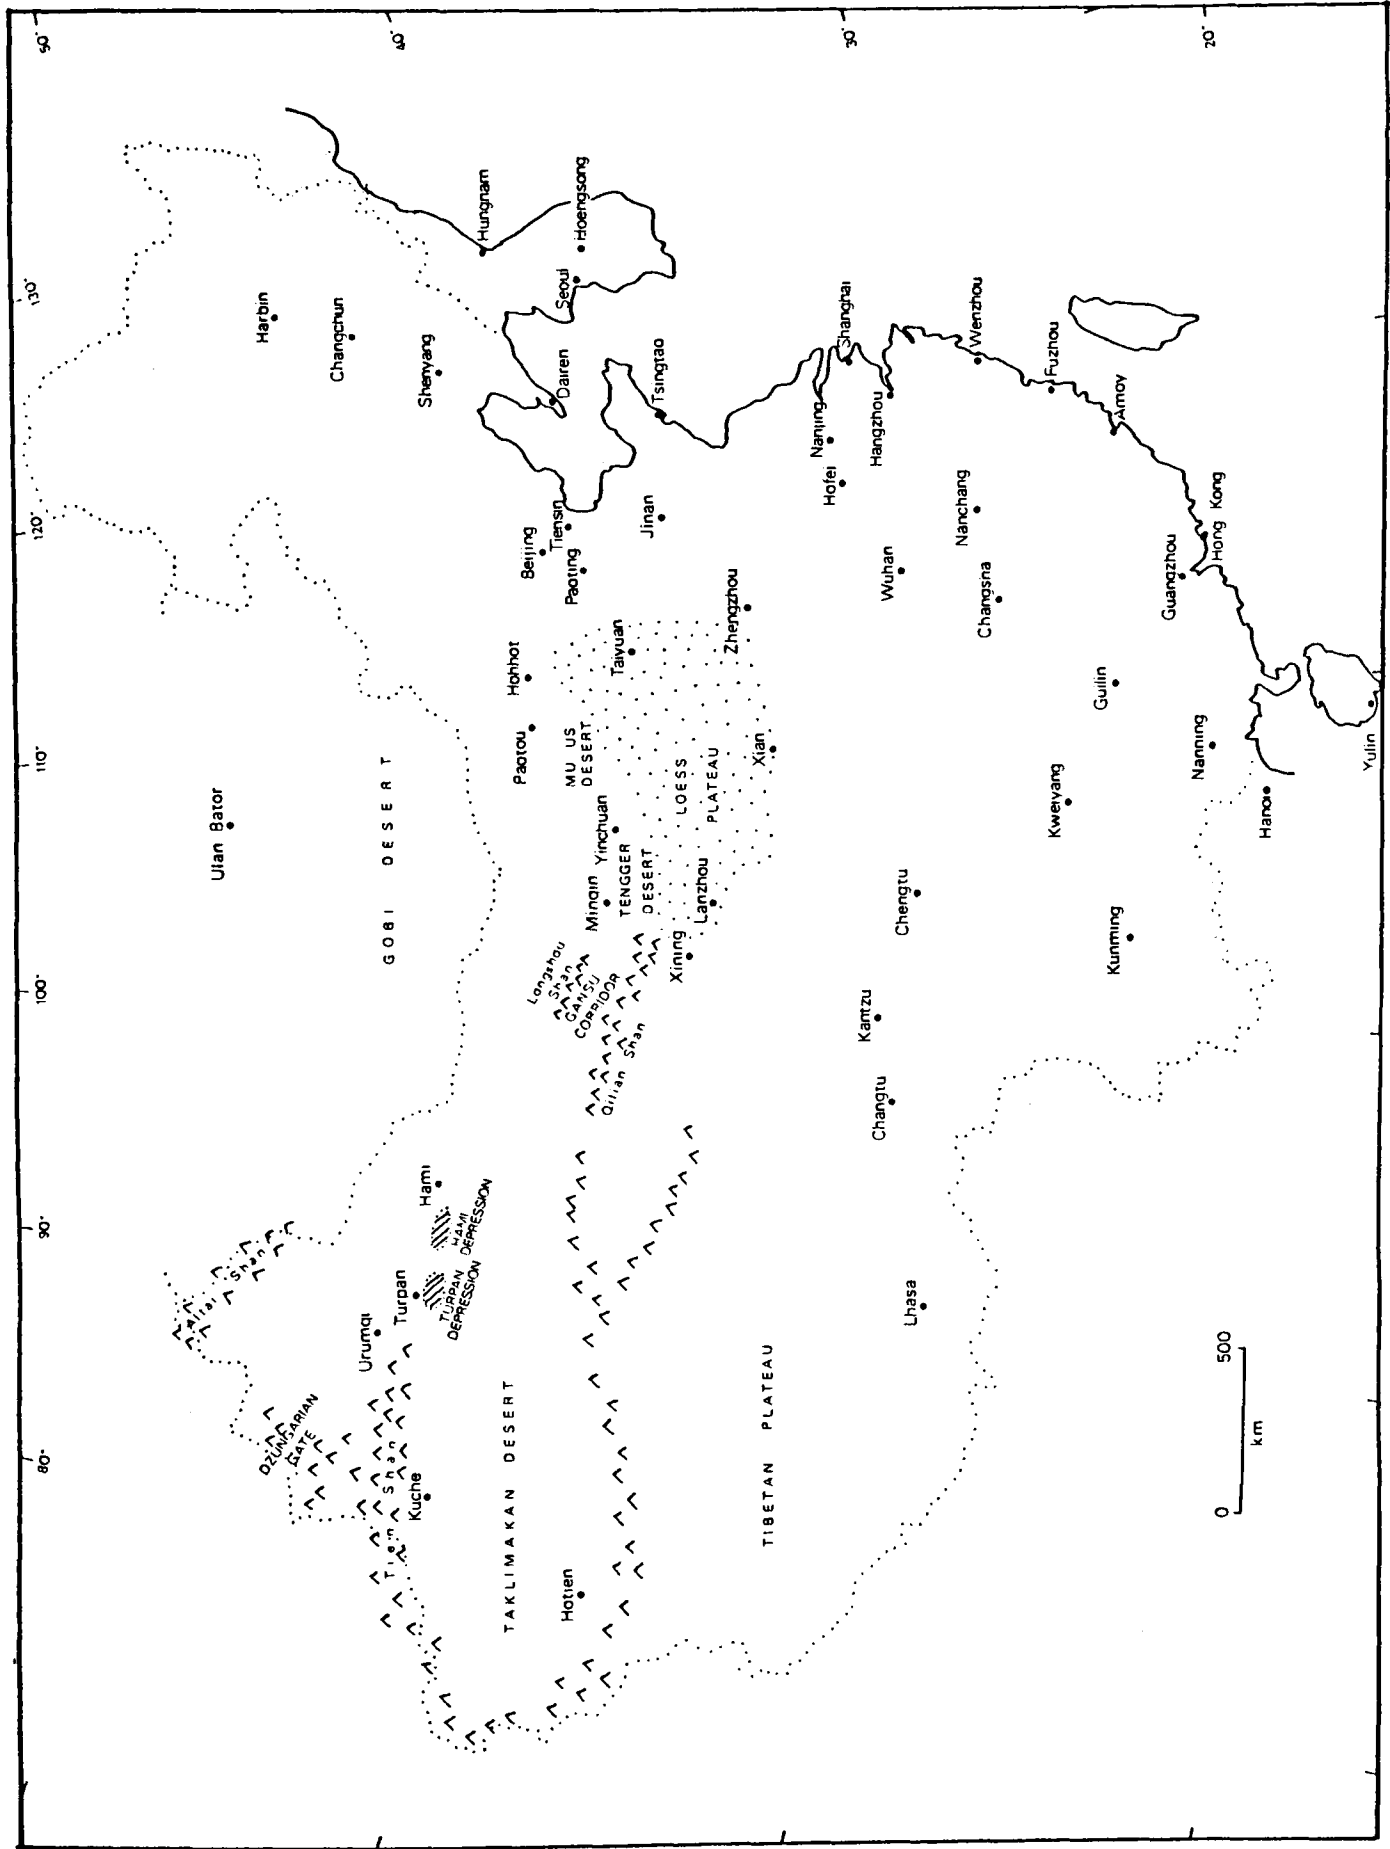 80°
90°
100°
110°
120°
130°
50°
40°
30°
20°
Altai Shan
DZUNGARIAN
GATE
Tien Shan
Urumqi
Turpan
TURPAN
DEPRESSION
Hami
HAMI
DEPRESSION
Kuche
TAKLIMAKAN DESERT
Hotien
TIBETAN PLATEAU
Lhasa
Ulan Bator
GOBI DESERT
Longshou
Shan
GANSU
CORRIDOR
Qilian Shan
Minqin
Yinchuan
TENGGER
DESERT
Xining
Lanzhou
MU US
DESERT
LOESS
PLATEAU
Paotou
Hohhot
Taiyuan
Xian
Zhengzhou
Beijing
Tiensin
Paoting
Jinan
Harbin
Changchun
Shenyang
Dairen
Tsingtao
Hungnam
Seoul
Hoengsong
Nanjing
Hofei
Shanghai
Hangzhou
Wenzhou
Wuhan
Nanchang
Changsha
Fuzhou
Amoy
Guangzhou
Hong Kong
Guilin
Nanning
Kweiyang
Hanoi
Yulin
Chengtu
Kunming
Kantzu
Changtu
0
500
km